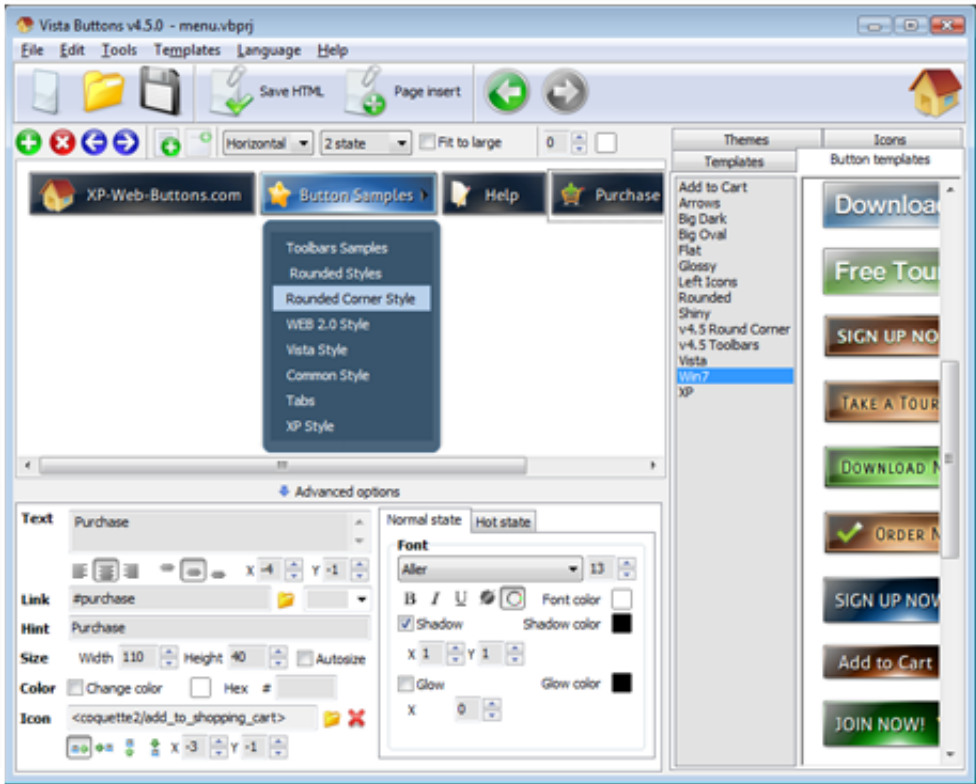 Vista Buttons v4.5.0 - menu.vbprj
File Edit Tools Templates Language Help
Save HTML Page insert
Horizontal 2 state Fit to large 0
Themes Icons
Templates Button templates
XP-Web-Buttons.com Button Samples Help Purchase
Toolbars Samples
Rounded Styles
Rounded Corner Style
WEB 2.0 Style
Vista Style
Common Style
Tabs
XP Style
Add to Cart
Arrows
Big Dark
Big Oval
Flat
Glossy
Left Icons
Rounded
Shiny
v4.5 Round Corner
v4.5 Toolbars
Vista
Win7
XP
Downloa
Free Tou
SIGN UP NO
TAKE A TOUR
DOWNLOAD N
ORDER N
SIGN UP NOW
Add to Cart
JOIN NOW!
Advanced options
Text Purchase
X -4 Y -1
Link #purchase
Hint Purchase
Size Width 110 Height 40 Autosize
Color Change color Hex #
Icon <coquette2/add_to_shopping_cart>
X -3 Y -1
Normal state Hot state
Font
Aller 13
B I U Font color
Shadow Shadow color
X 1 Y 1
Glow Glow color
X 0